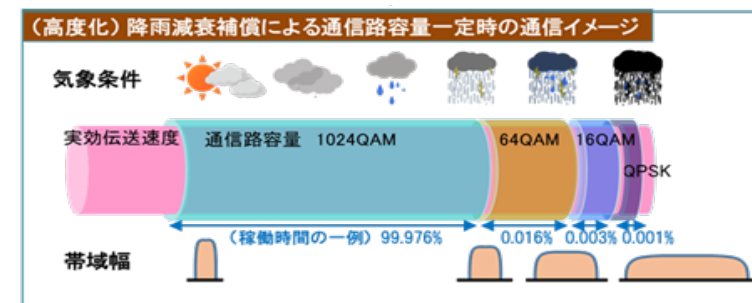 （高度化）降雨減衰補償による通信路容量一定時の通信イメージ
気象条件
実効伝送速度 通信路容量 1024QAM 64QAM 16QAM
QPSK
（稼働時間の一例）99.976% 0.016% 0.003% 0.001%
帯域幅